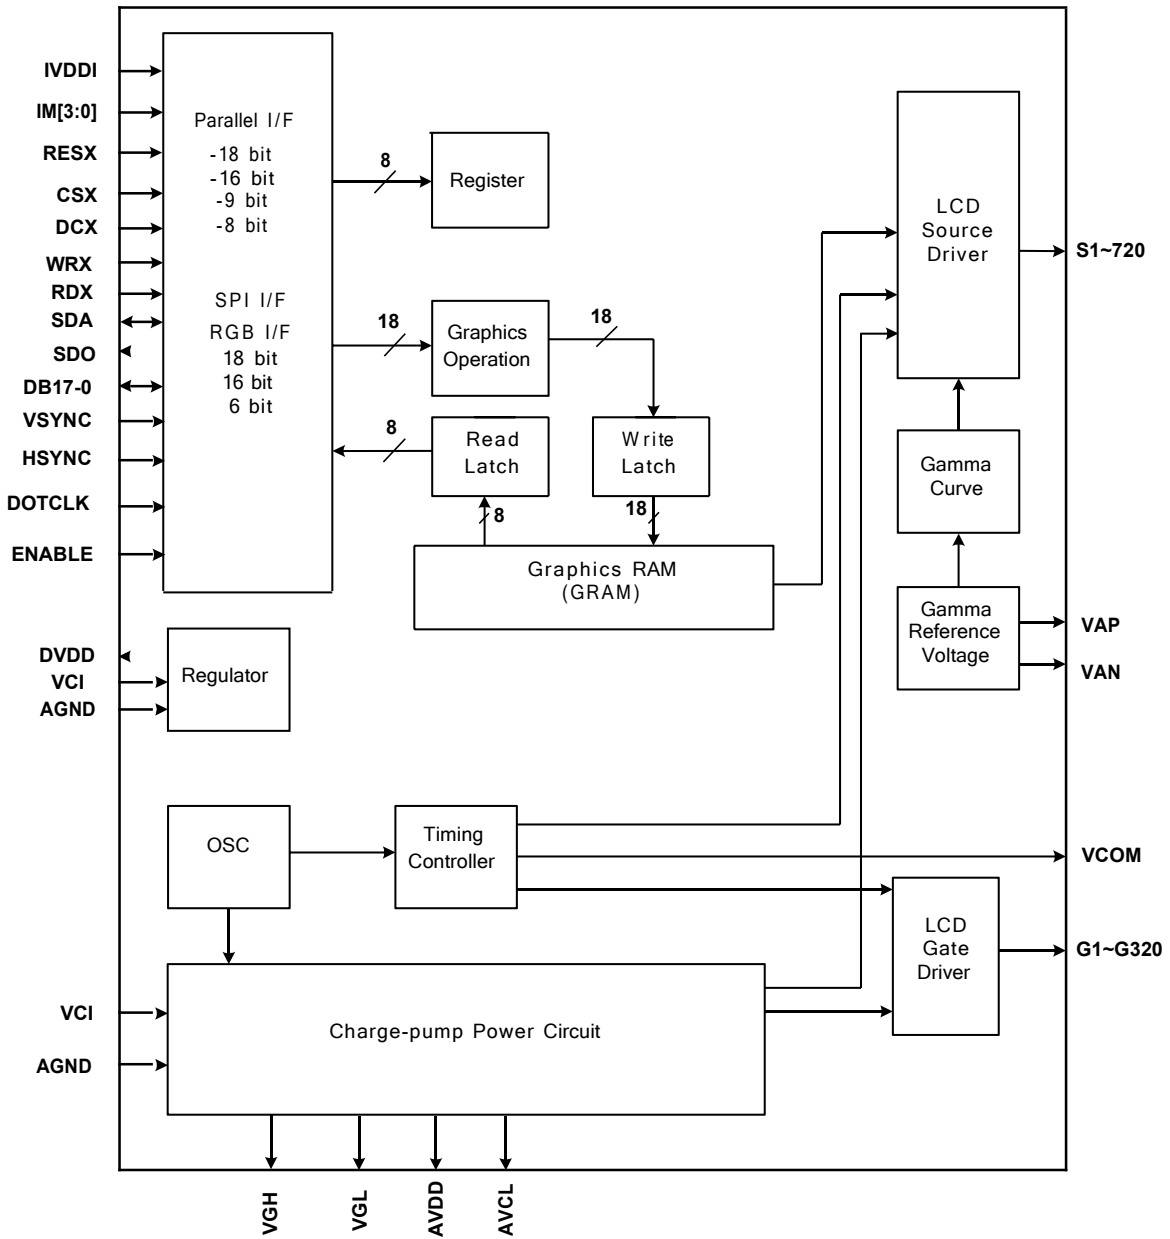 IVDDI
IM[3:0]
RESX
CSX
DCX
WRX
RDX
SDA
SDO
DB17-0
VSYNC
HSYNC
DOTCLK
ENABLE
Parallel I/F
-18 bit
-16 bit
-9 bit
-8 bit
SPI I/F
RGB I/F
18 bit
16 bit
6 bit
8
Register
18
Graphics
Operation
18
8
Read
Latch
Write
Latch
8
18
Graphics RAM
(GRAM)
LCD
Source
Driver
S1~720
Gamma
Curve
Gamma
Reference
Voltage
VAP
VAN
DVDD
VCI
AGND
Regulator
OSC
Timing
Controller
VCOM
LCD
Gate
Driver
G1~G320
VCI
AGND
Charge-pump Power Circuit
VGH
VGL
AVDD
AVCL